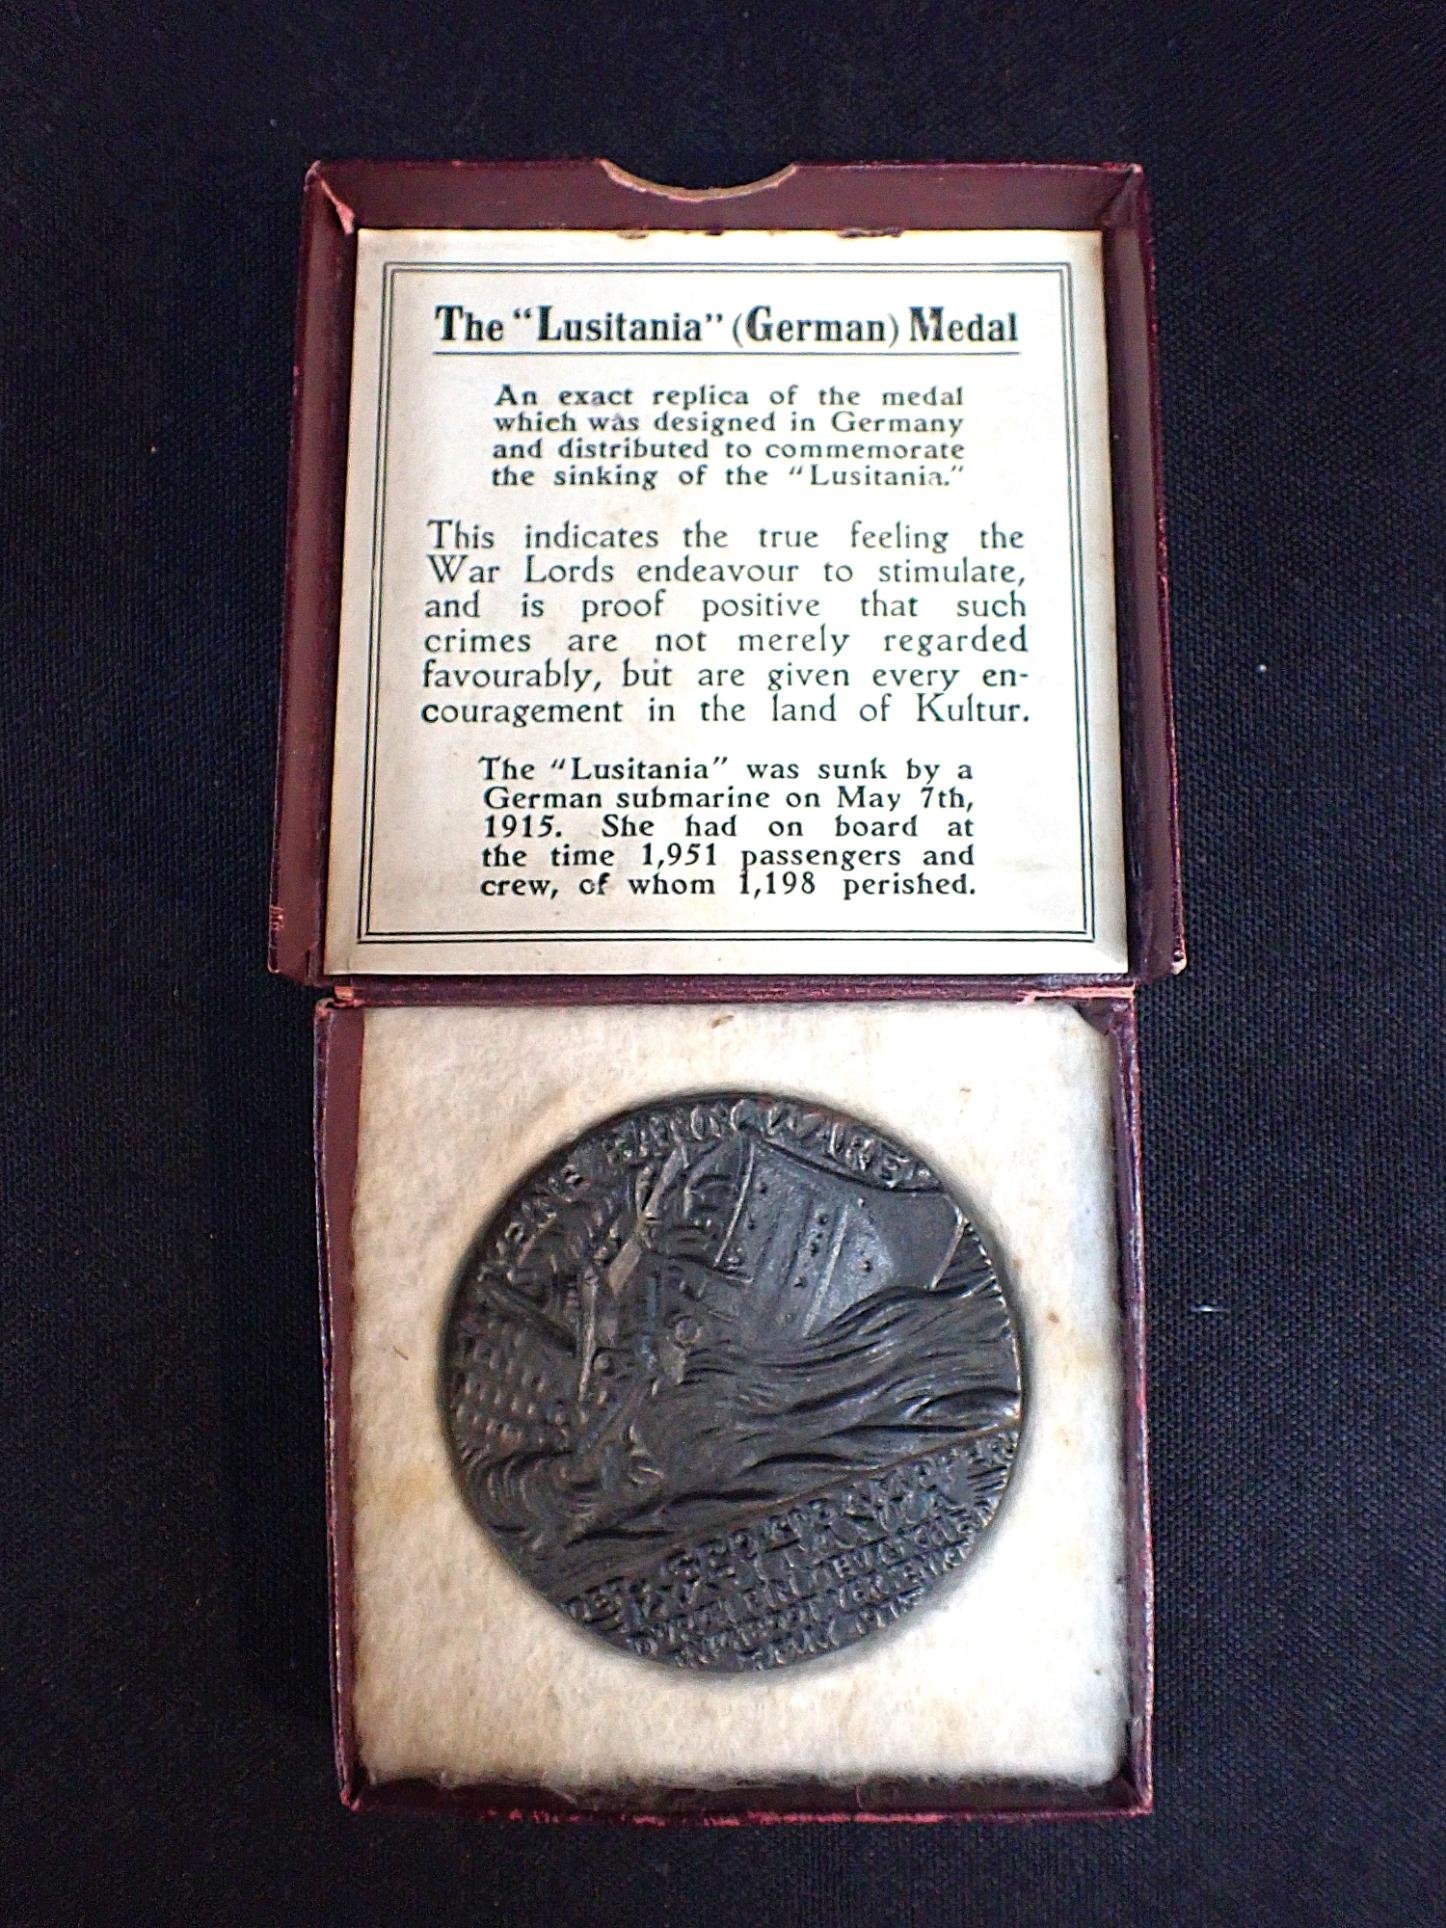 The "Lusitania" (German) Medal
An exact replica of the medal
which was designed in Germany
and distributed to commemorate
the sinking of the "Lusitania."
This indicates the true feeling the
War Lords endeavour to stimulate,
and is proof positive that such
crimes are not merely regarded
favourably, but are given every en-
couragement in the land of Kultur.
The "Lusitania" was sunk by a
German submarine on May 7th,
1915. She had on board at
the time 1,951 passengers and
crew, of whom 1,198 perished.
KEINE BANNWARE